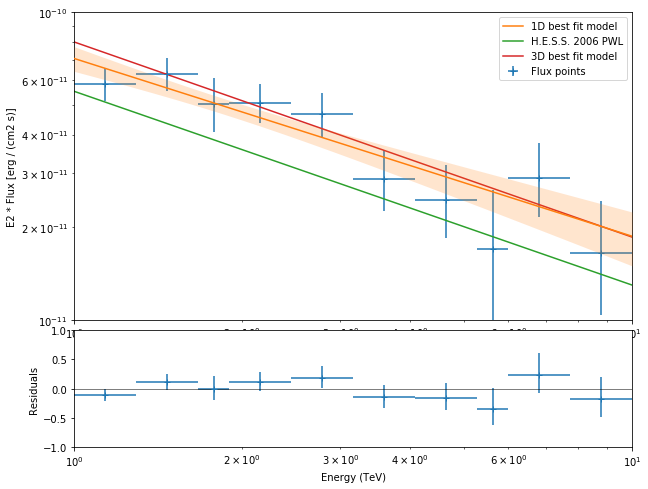 10⁻¹⁰
6 × 10⁻¹¹
4 × 10⁻¹¹
3 × 10⁻¹¹
2 × 10⁻¹¹
10⁻¹¹
E2 * Flux [erg / (cm2 s)]
1D best fit model
H.E.S.S. 2006 PWL
3D best fit model
Flux points
1.0
0.5
0.0
−0.5
−1.0
Residuals
10⁰ 2 × 10⁰ 3 × 10⁰ 4 × 10⁰ 6 × 10⁰ 10¹
Energy (TeV)